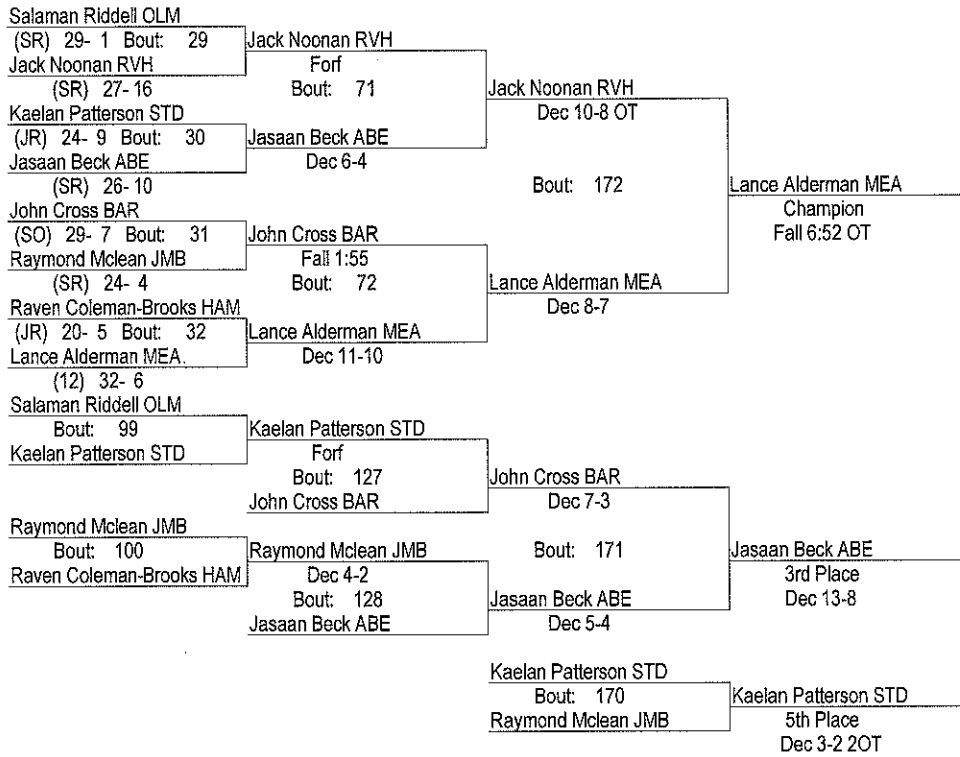 Salaman Riddell OLM
(SR) 29- 1 Bout: 29
Jack Noonan RVH
Jack Noonan RVH
(SR) 27- 16
Forf
Bout: 71
Jack Noonan RVH
Dec 10-8 OT
Kaelan Patterson STD
(JR) 24- 9 Bout: 30
Jasaan Beck ABE
Jasaan Beck ABE
(SR) 26- 10
Dec 6-4
Bout: 172
Lance Alderman MEA
Champion
Fall 6:52 OT
John Cross BAR
(SO) 29- 7 Bout: 31
John Cross BAR
Raymond Mclean JMB
(SR) 24- 4
Fall 1:55
Bout: 72
Lance Alderman MEA
Dec 8-7
Raven Coleman-Brooks HAM
(JR) 20- 5 Bout: 32
Lance Alderman MEA
Lance Alderman MEA.
(12) 32- 6
Dec 11-10
Salaman Riddell OLM
Bout: 99
Kaelan Patterson STD
Kaelan Patterson STD
Forf
Bout: 127
John Cross BAR
John Cross BAR
Dec 7-3
Raymond Mclean JMB
Bout: 100
Raven Coleman-Brooks HAM
Raymond Mclean JMB
Dec 4-2
Bout: 128
Jasaan Beck ABE
Bout: 171
Jasaan Beck ABE
Dec 5-4
Jasaan Beck ABE
3rd Place
Dec 13-8
Kaelan Patterson STD
Bout: 170
Raymond Mclean JMB
Kaelan Patterson STD
5th Place
Dec 3-2 2OT